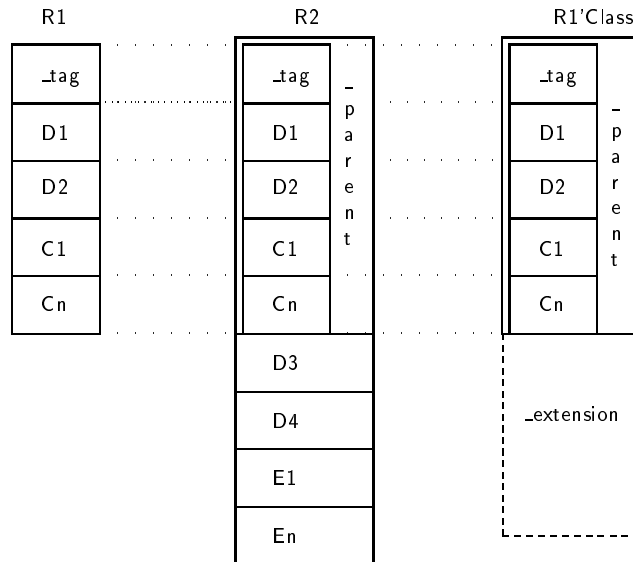 R1
R2
R1'Class
_tag
D1
D2
C1
Cn
_tag
D1
D2
C1
Cn
_parent
D3
D4
E1
En
_tag
D1
D2
C1
Cn
_parent
_extension